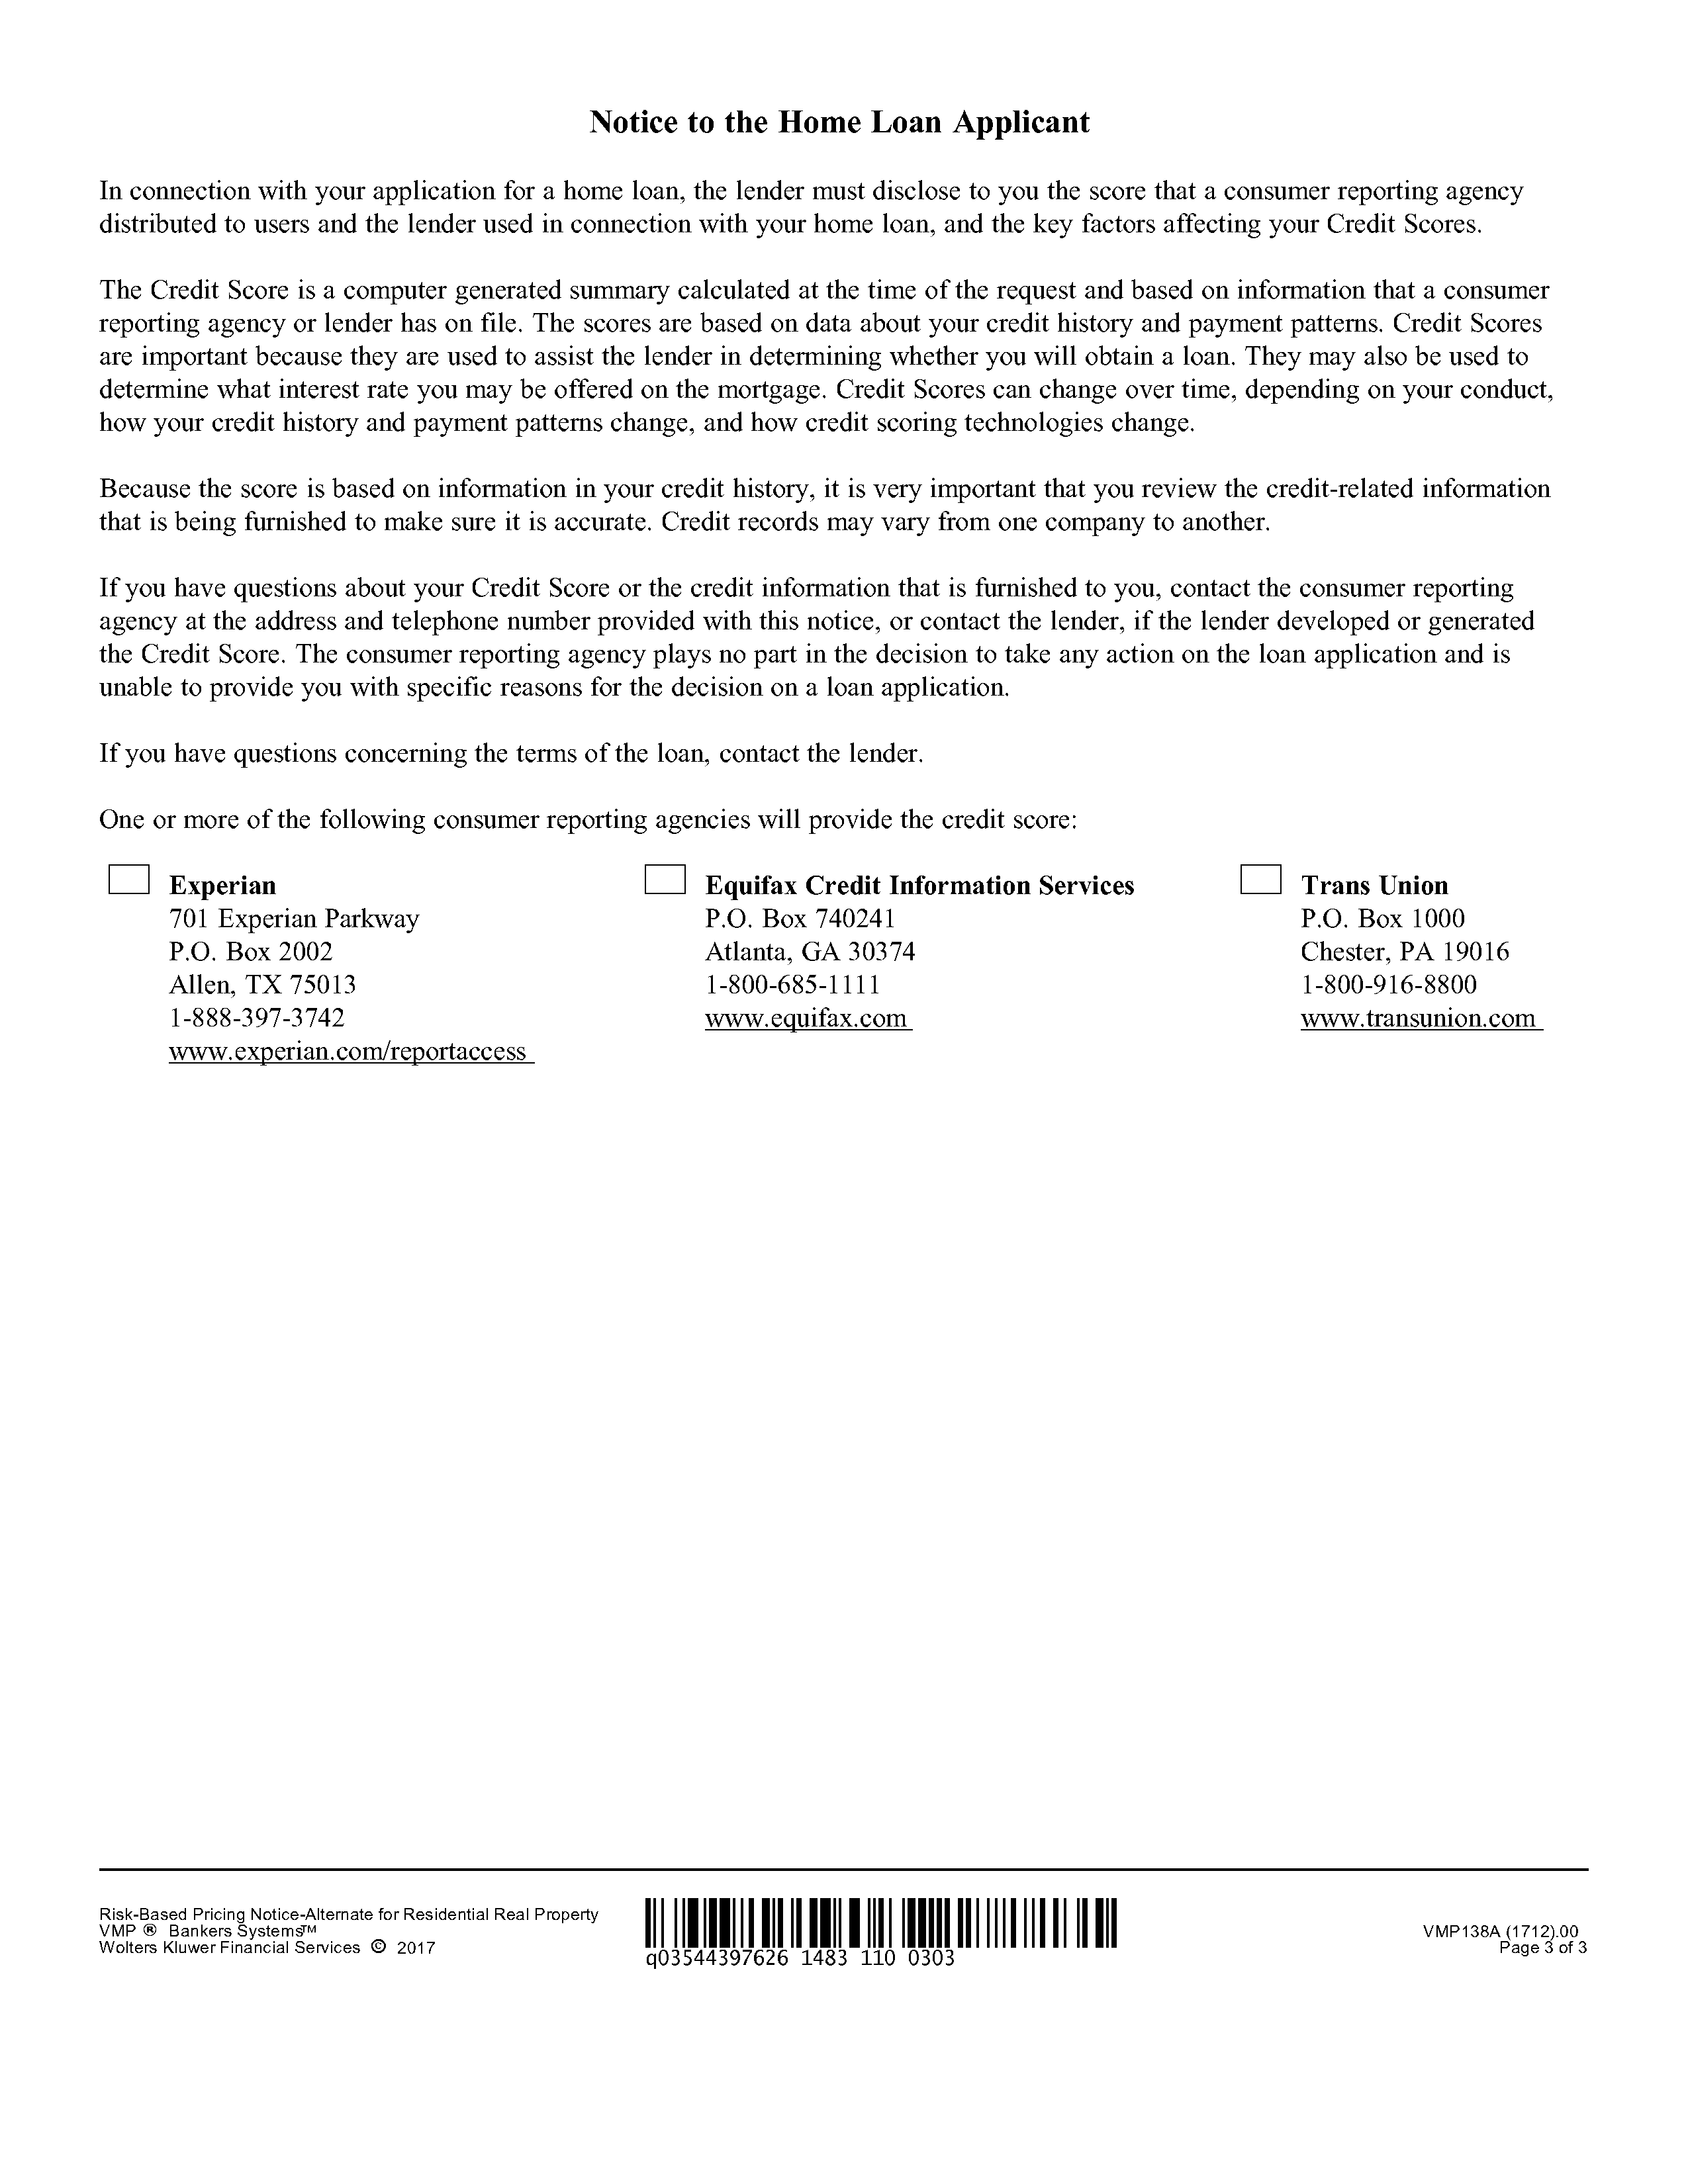 Notice to the Home Loan Applicant
In connection with your application for a home loan, the lender must disclose to you the score that a consumer reporting agency
distributed to users and the lender used in connection with your home loan, and the key factors affecting your Credit Scores.
The Credit Score is a computer generated summary calculated at the time of the request and based on information that a consumer
reporting agency or lender has on file. The scores are based on data about your credit history and payment patterns. Credit Scores
are important because they are used to assist the lender in determining whether you will obtain a loan. They may also be used to
determine what interest rate you may be offered on the mortgage. Credit Scores can change over time, depending on your conduct,
how your credit history and payment patterns change, and how credit scoring technologies change.
Because the score is based on information in your credit history, it is very important that you review the credit-related information
that is being furnished to make sure it is accurate. Credit records may vary from one company to another.
If you have questions about your Credit Score or the credit information that is furnished to you, contact the consumer reporting
agency at the address and telephone number provided with this notice, or contact the lender, if the lender developed or generated
the Credit Score. The consumer reporting agency plays no part in the decision to take any action on the loan application and is
unable to provide you with specific reasons for the decision on a loan application.
If you have questions concerning the terms of the loan, contact the lender.
One or more of the following consumer reporting agencies will provide the credit score:
Experian
701 Experian Parkway
P.O. Box 2002
Allen, TX 75013
1-888-397-3742
www.experian.com/reportaccess
Equifax Credit Information Services
P.O. Box 740241
Atlanta, GA 30374
1-800-685-1111
www.equifax.com
Trans Union
P.O. Box 1000
Chester, PA 19016
1-800-916-8800
www.transunion.com
Risk-Based Pricing Notice-Alternate for Residential Real Property
VMP ® Bankers Systems™
Wolters Kluwer Financial Services © 2017
q03544397626 1483 110 0303
VMP138A (1712).00
Page 3 of 3